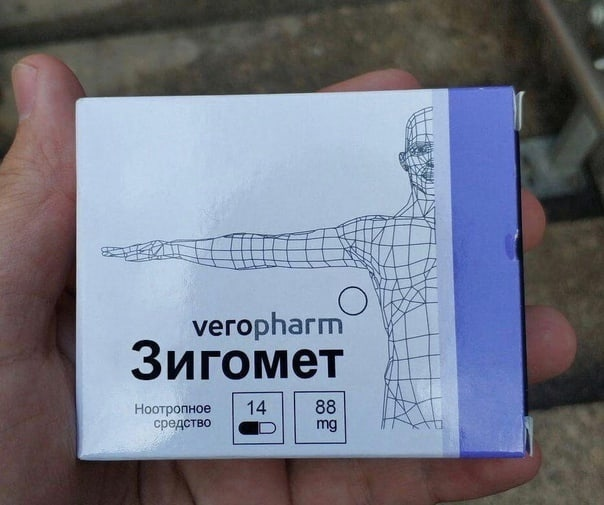 veropharm
Зигомет
Ноотропное
средство
14
88
mg